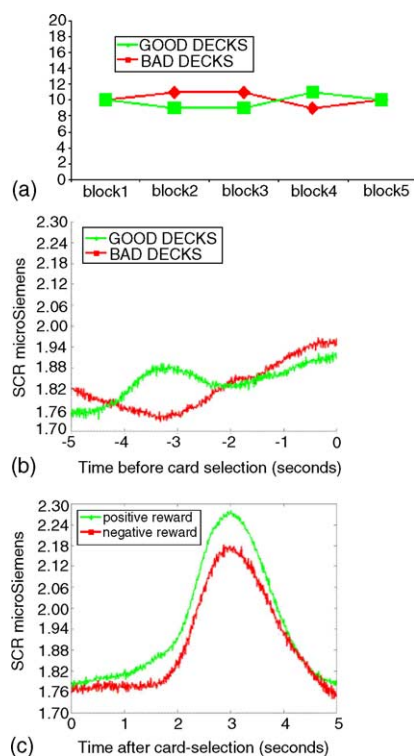 20
18
16
14
12
10
8
6
4
2
0
GOOD DECKS
BAD DECKS
block1 block2 block3 block4 block5
(a)
2.30
2.24
2.18
2.12
2.06
2.00
1.94
1.88
1.82
1.76
1.70
SCR microSiemens
GOOD DECKS
BAD DECKS
-5 -4 -3 -2 -1 0
Time before card selection (seconds)
(b)
2.30
2.24
2.18
2.12
2.06
2.00
1.94
1.88
1.82
1.76
1.70
SCR microSiemens
positive reward
negative reward
0 1 2 3 4 5
Time after card-selection (seconds)
(c)